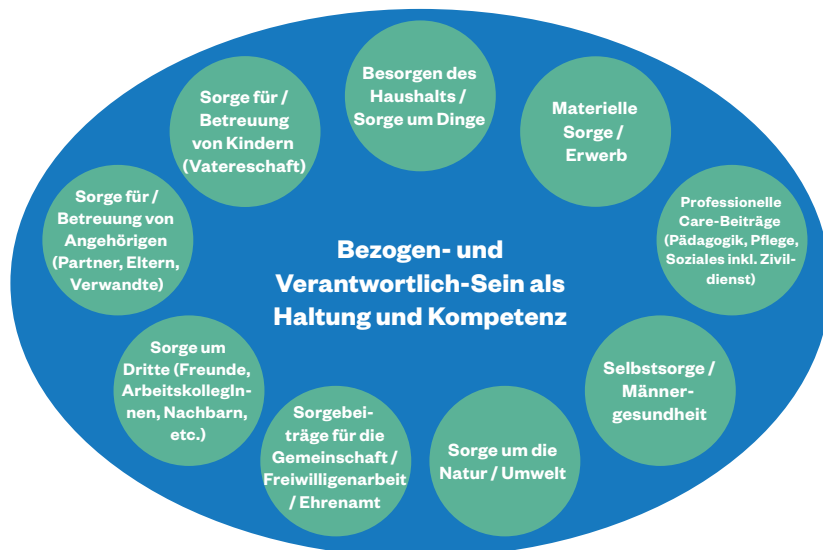 Besorgen des
Haushalts /
Sorge um Dinge
Materielle
Sorge /
Erwerb
Professionelle
Care-Beiträge
(Pädagogik, Pflege,
Soziales inkl. Zivil-
dienst)
Selbstsorge /
Männer-
gesundheit
Sorge um die
Natur / Umwelt
Sorgebei-
träge für die
Gemeinschaft /
Freiwilligenarbeit
/ Ehrenamt
Sorge um
Dritte (Freunde,
ArbeitskollegIn-
nen, Nachbarn,
etc.)
Sorge für /
Betreuung von
Angehörigen
(Partner, Eltern,
Verwandte)
Sorge für /
Betreuung
von Kindern
(Vatereschaft)
Bezogen- und
Verantwortlich-Sein als
Haltung und Kompetenz